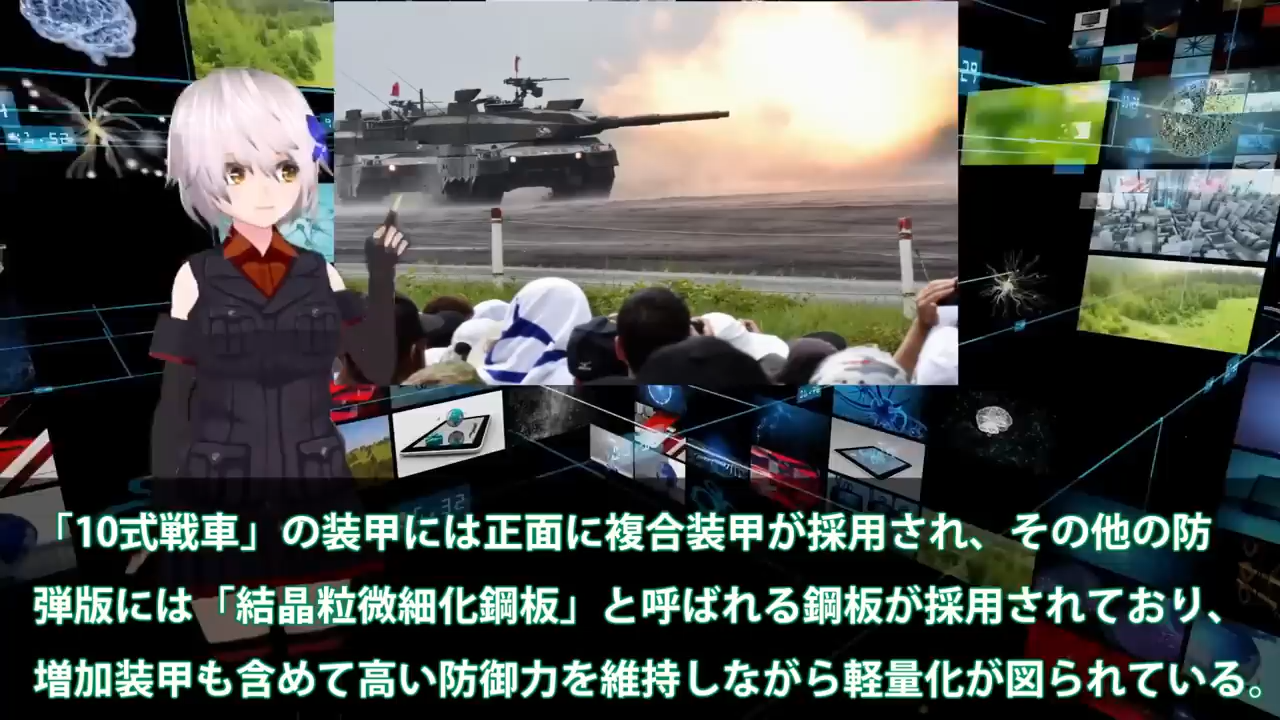 29
「10式戦車」の装甲には正面に複合装甲が採用され、その他の防
弾版には「結晶粒微細化鋼板」と呼ばれる鋼板が採用されており、
増加装甲も含めて高い防御力を維持しながら軽量化が図られている。